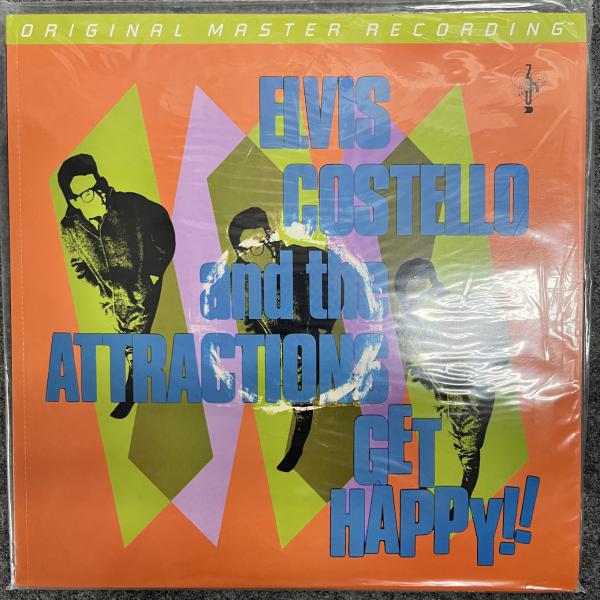 ORIGINAL MASTER RECORDING
ELVIS
COSTELLO
and the
ATTRACTIONS
GET
HAPPY!!